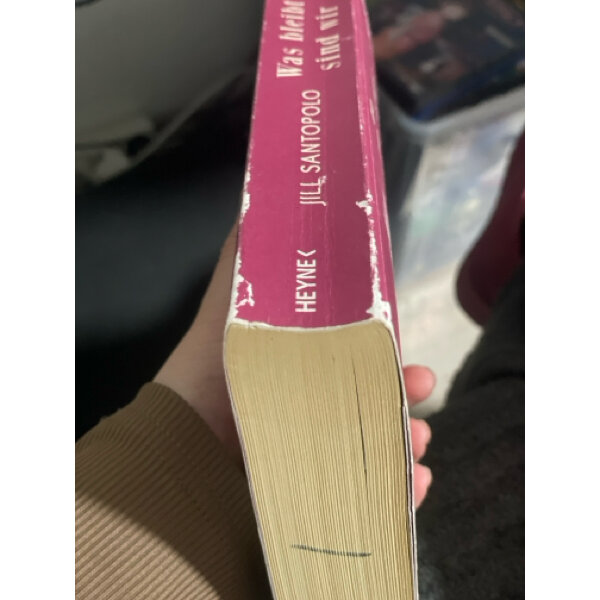 Was bleibt
sind wir
JILL SANTOPOLO
HEYNE<